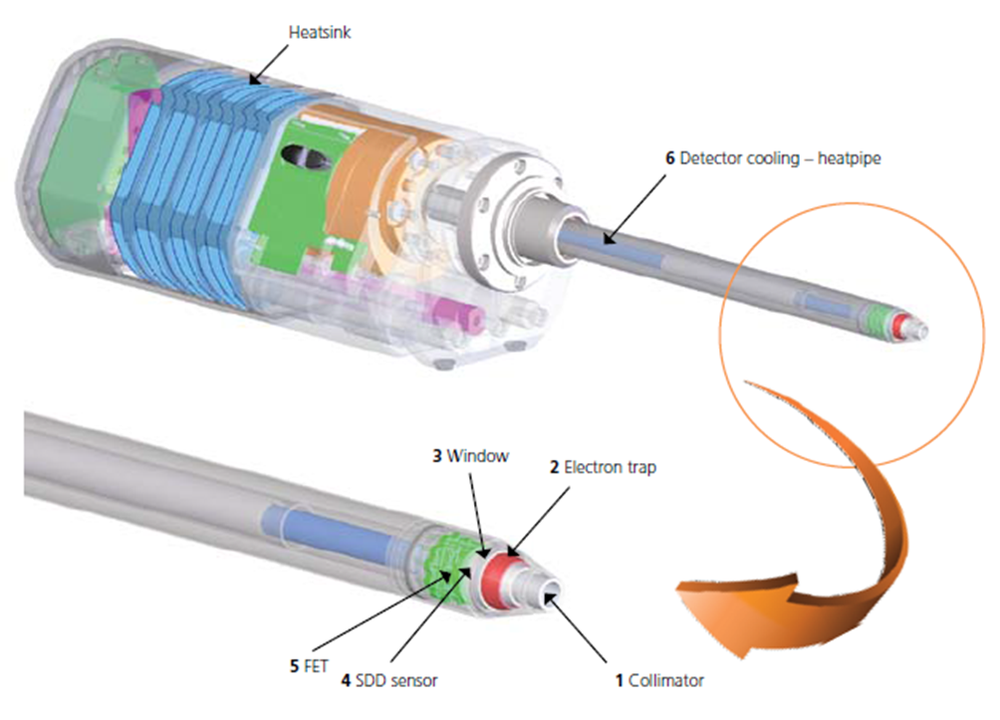 Heatsink
6 Detector cooling – heatpipe
3 Window
2 Electron trap
5 FET
4 SDD sensor
1 Collimator